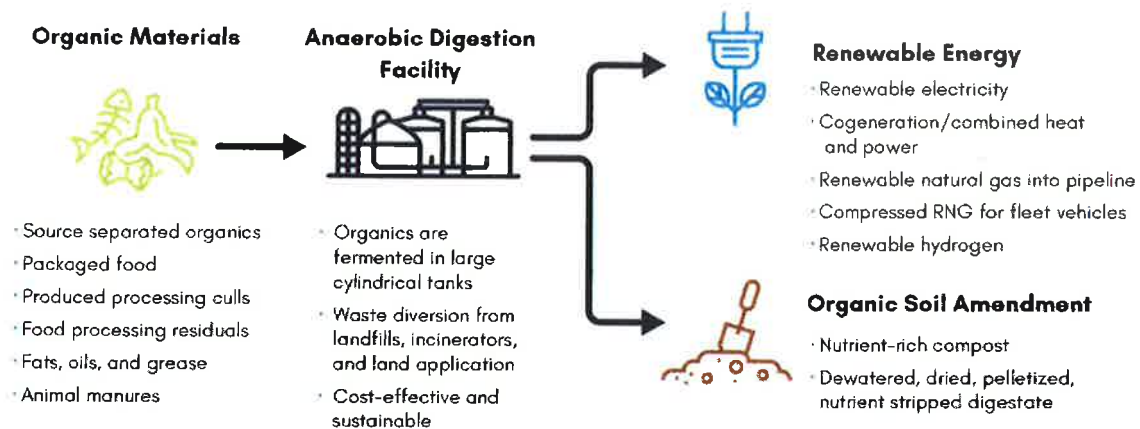 Organic Materials
· Source separated organics
· Packaged food
· Produced processing culls
· Food processing residuals
· Fats, oils, and grease
· Animal manures
Anaerobic Digestion
Facility
· Organics are
fermented in large
cylindrical tanks
· Waste diversion from
landfills, incinerators,
and land application
· Cost-effective and
sustainable
Renewable Energy
· Renewable electricity
· Cogeneration/combined heat
and power
· Renewable natural gas into pipeline
· Compressed RNG for fleet vehicles
· Renewable hydrogen
Organic Soil Amendment
· Nutrient-rich compost
· Dewatered, dried, pelletized,
nutrient stripped digestate